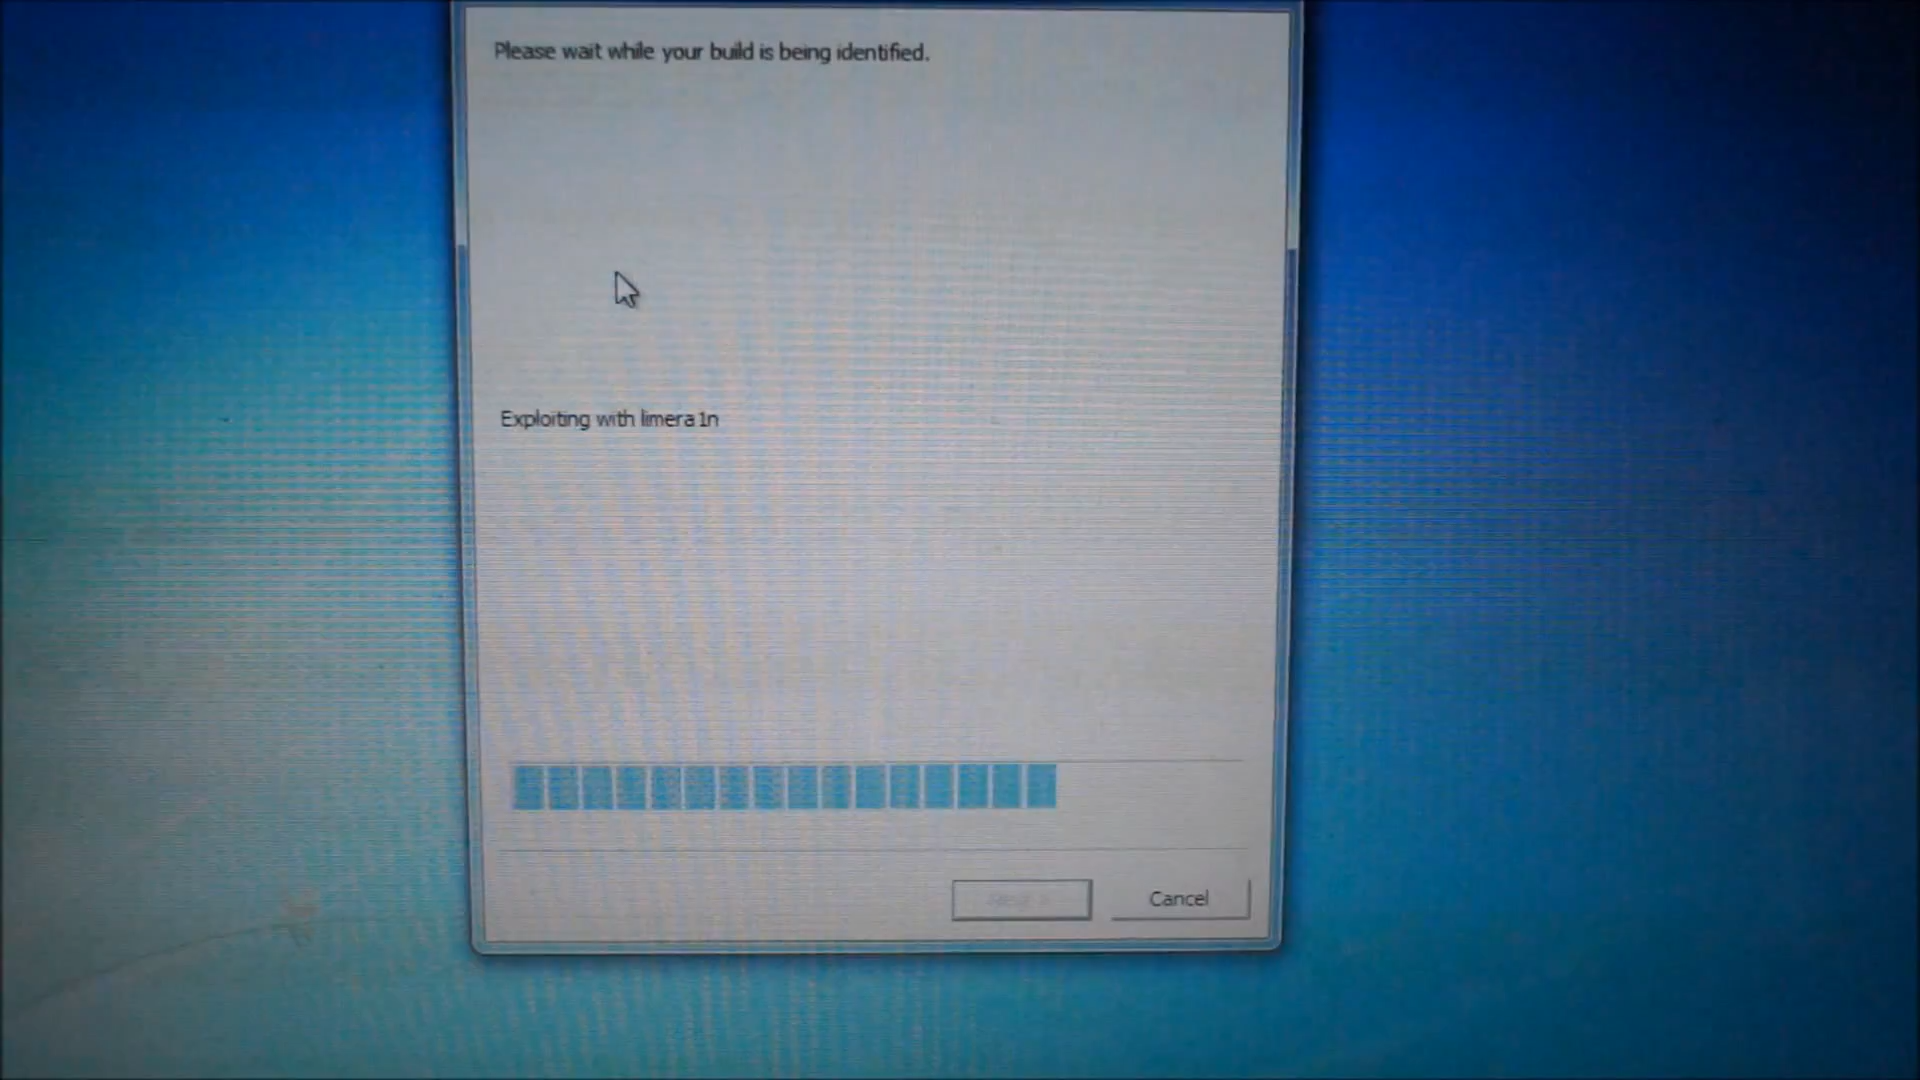 Please wait while your build is being identified.
Exploiting with limera1n
Cancel